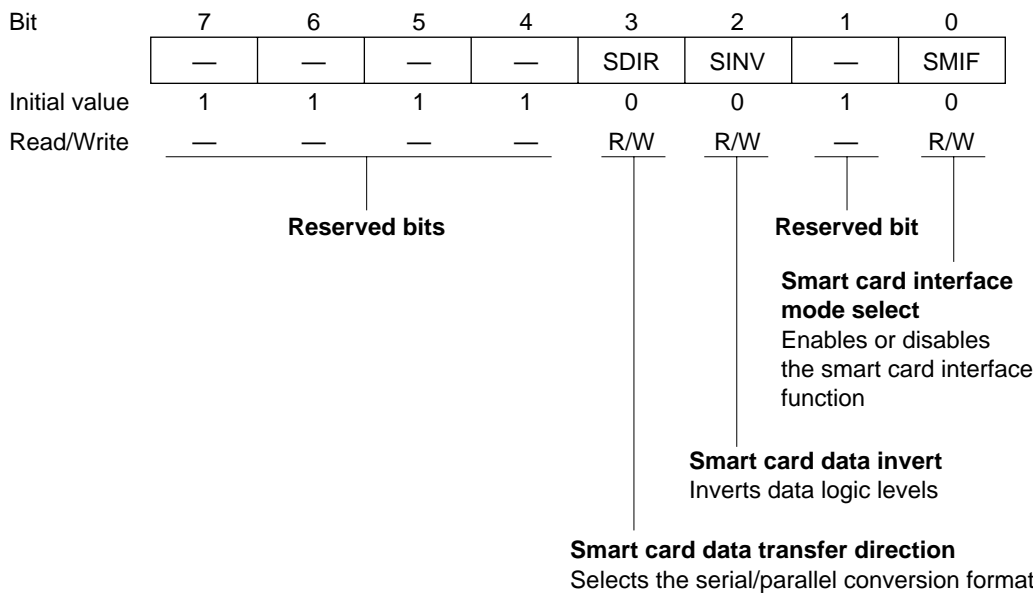 Bit 7 6 5 4 3 2 1 0
— — — — SDIR SINV — SMIF
Initial value 1 1 1 1 0 0 1 0
Read/Write — — — — R/W R/W — R/W
Reserved bits
Reserved bit
Smart card interface
mode select
Enables or disables
the smart card interface
function
Smart card data invert
Inverts data logic levels
Smart card data transfer direction
Selects the serial/parallel conversion format